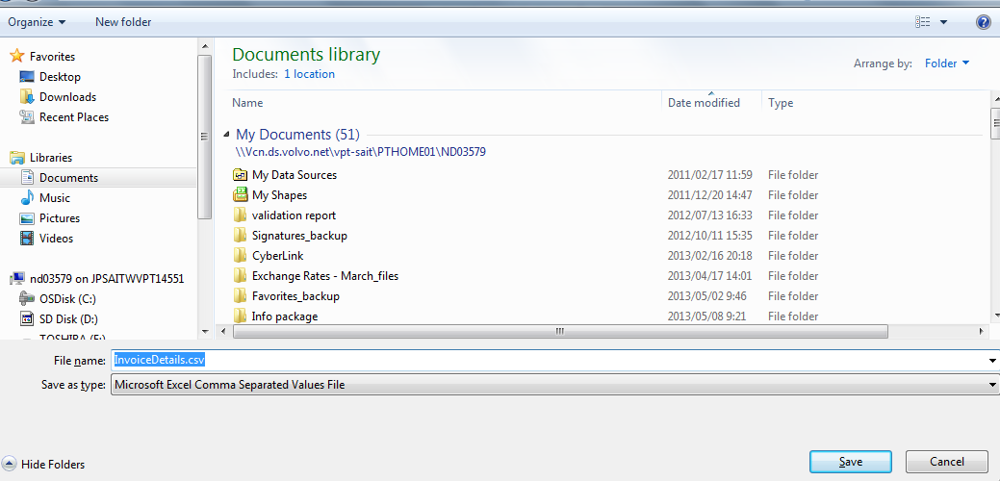 Organize New folder
Documents library
Includes: 1 location
Arrange by: Folder
Name Date modified Type
Favorites
Desktop
Downloads
Recent Places
Libraries
Documents
Music
Pictures
Videos
nd03579 on JPSAITWVPT14551
OSDisk (C:)
SD Disk (D:)
TOSHIBA (E:)
My Documents (51)
\\Vcn.ds.volvo.net\vpt-sait\PTHOME01\ND03579
My Data Sources 2011/02/17 11:59 File folder
My Shapes 2011/12/20 14:47 File folder
validation report 2012/07/13 16:33 File folder
Signatures_backup 2012/10/11 15:35 File folder
CyberLink 2013/02/16 20:18 File folder
Exchange Rates - March_files 2013/04/17 14:01 File folder
Favorites_backup 2013/05/02 9:46 File folder
Info package 2013/05/08 9:21 File folder
File name: InvoiceDetails.csv
Save as type: Microsoft Excel Comma Separated Values File
Hide Folders
Save Cancel